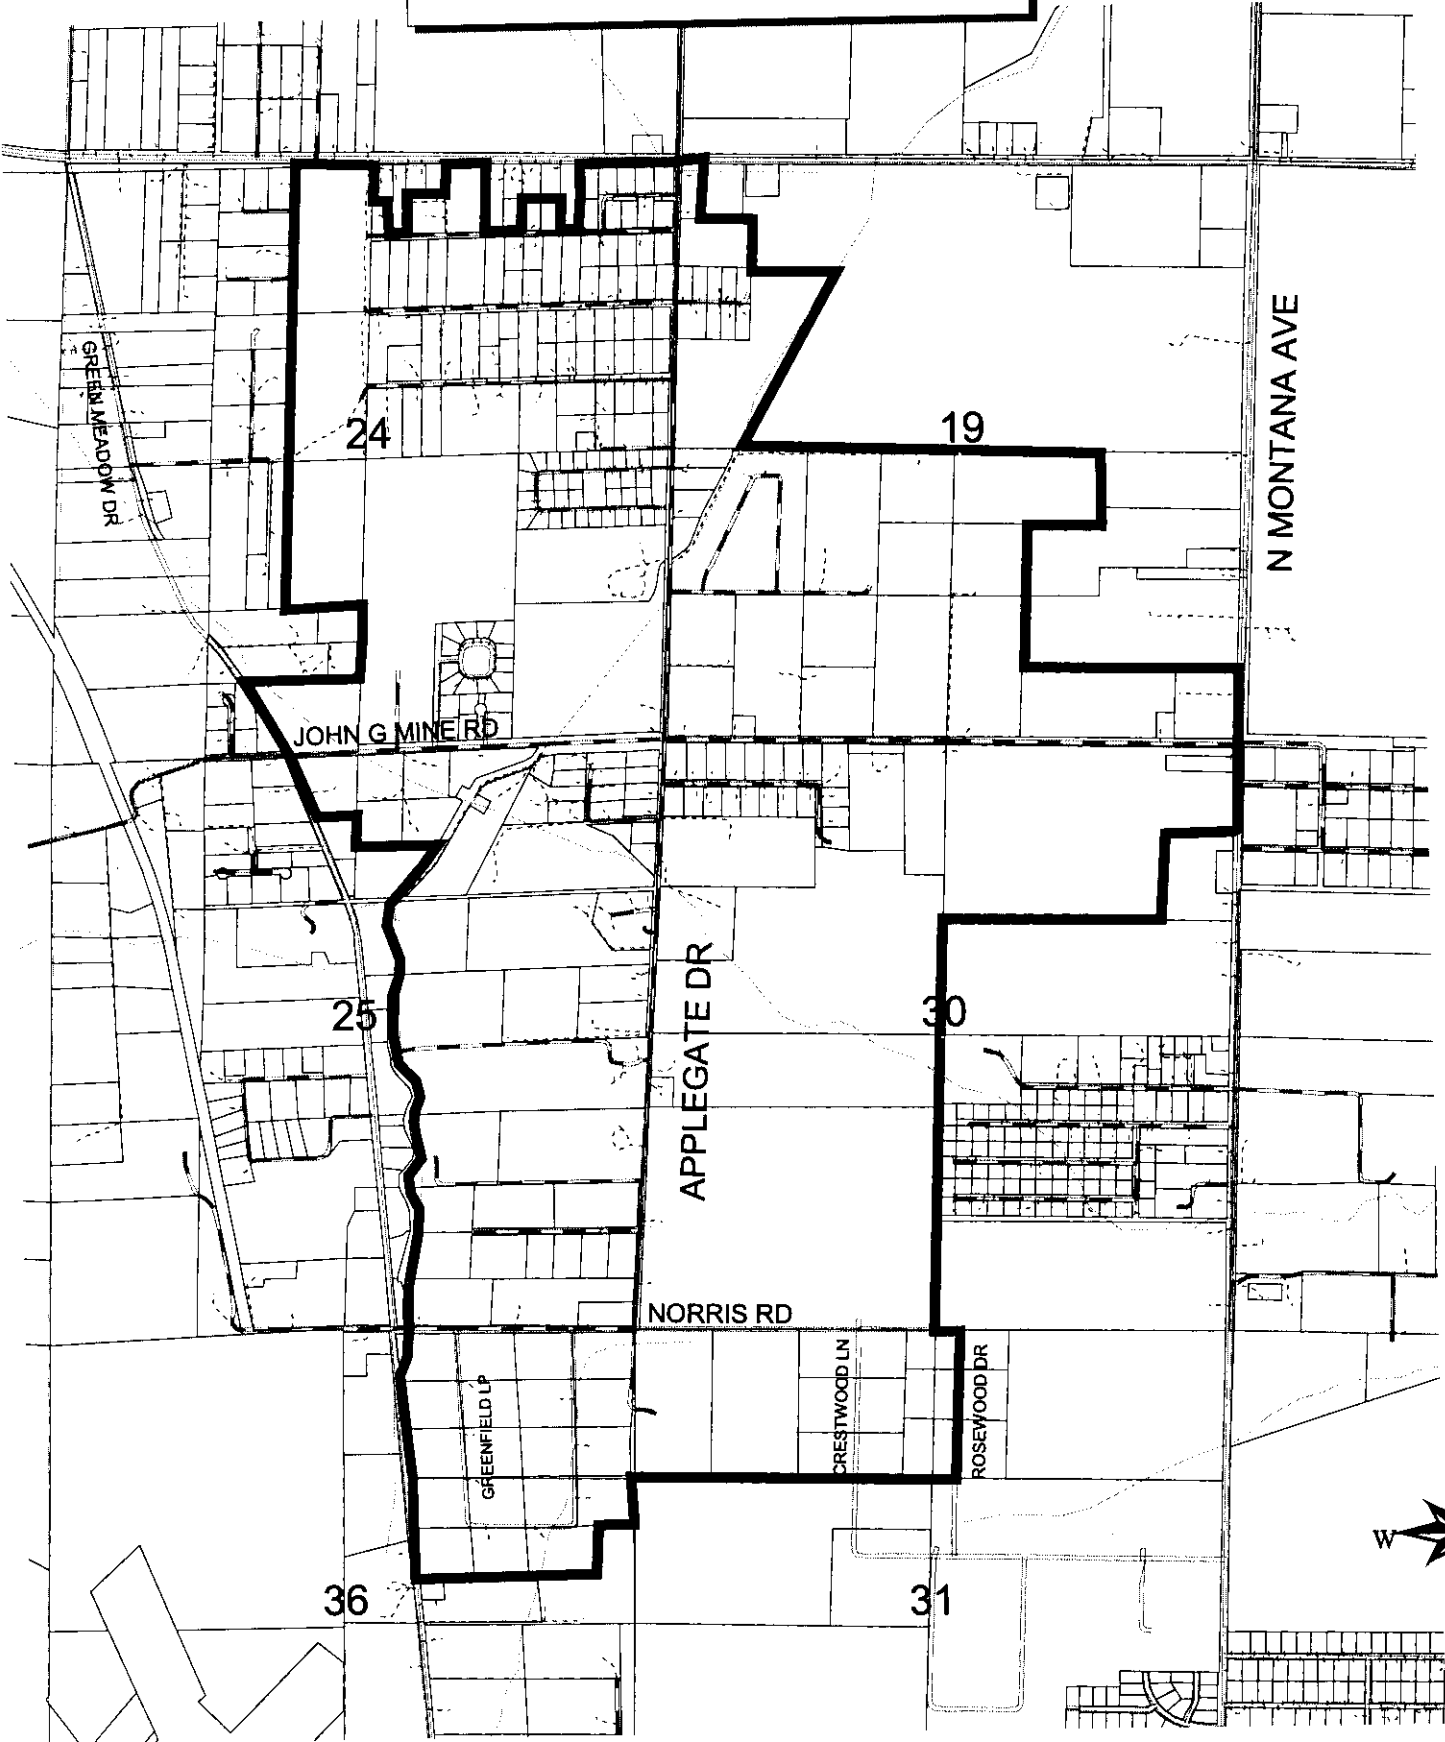 GREEN MEADOW DR
24
19
N MONTANA AVE
JOHN G MINE RD
25
APPLEGATE DR
30
NORRIS RD
GREENFIELD LP
CRESTWOOD LN
ROSEWOOD DR
W
36
31